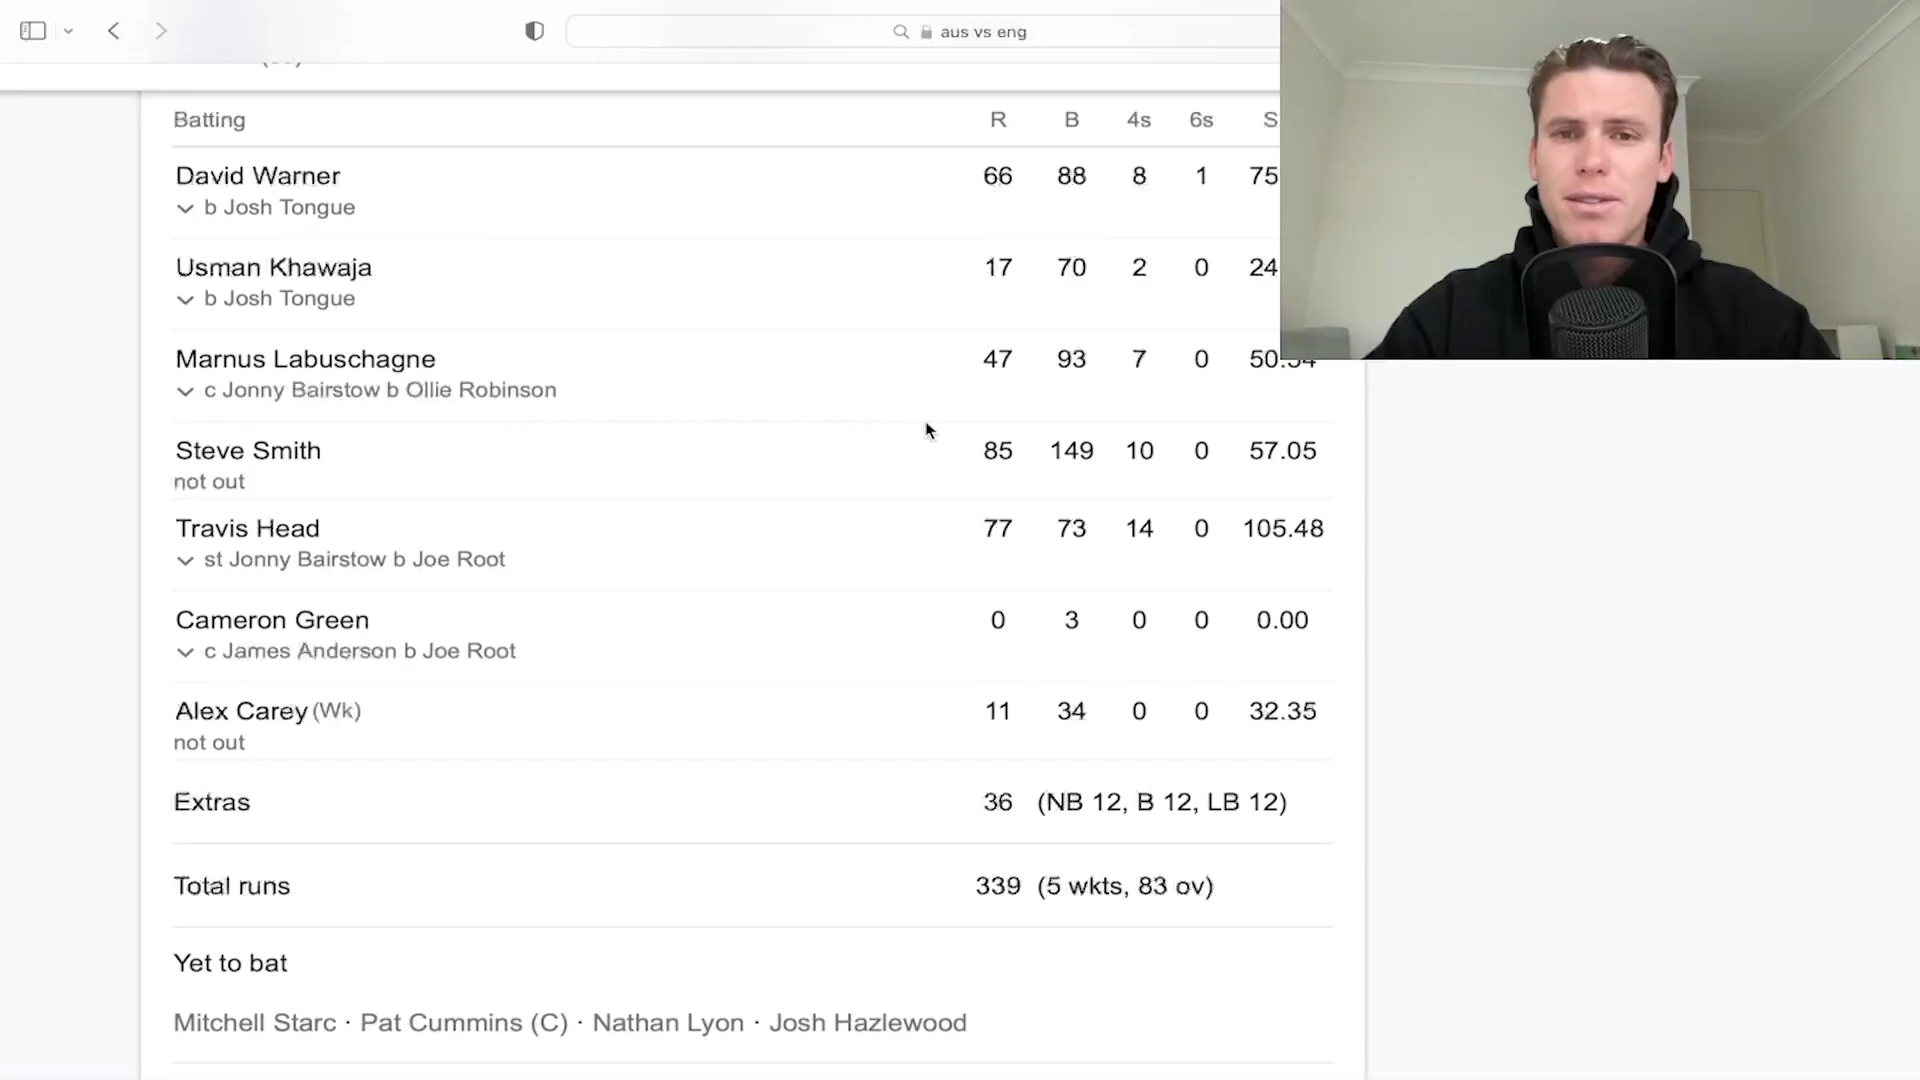 aus vs eng
Batting R B 4s 6s S
David Warner 66 88 8 1 75
b Josh Tongue
Usman Khawaja 17 70 2 0 24
b Josh Tongue
Marnus Labuschagne 47 93 7 0 50.54
c Jonny Bairstow b Ollie Robinson
Steve Smith 85 149 10 0 57.05
not out
Travis Head 77 73 14 0 105.48
st Jonny Bairstow b Joe Root
Cameron Green 0 3 0 0 0.00
c James Anderson b Joe Root
Alex Carey (Wk) 11 34 0 0 32.35
not out
Extras 36 (NB 12, B 12, LB 12)
Total runs 339 (5 wkts, 83 ov)
Yet to bat
Mitchell Starc · Pat Cummins (C) · Nathan Lyon · Josh Hazlewood